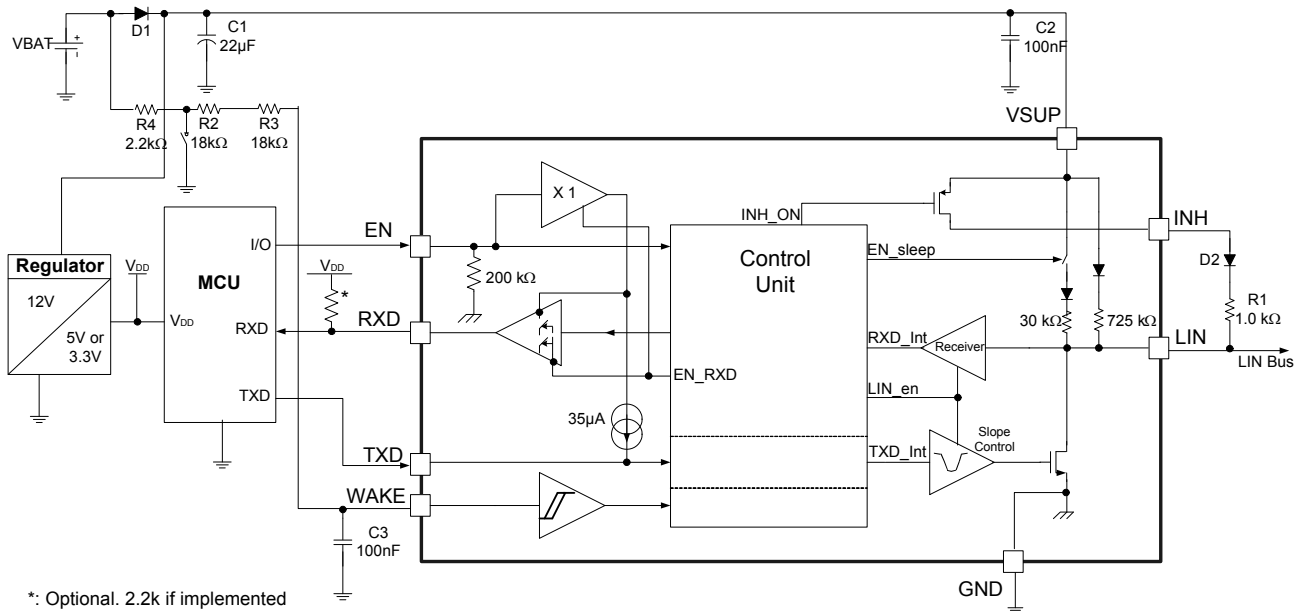 VBAT
+
-
D1
C1
22µF
C2
100nF
R4
2.2kΩ
R2
18kΩ
R3
18kΩ
VSUP
Regulator
12V
5V or
3.3V
VDD
MCU
I/O
VDD
RXD
TXD
VDD
*
EN
RXD
TXD
WAKE
C3
100nF
X 1
200 kΩ
35µA
INH_ON
Control
Unit
EN_sleep
EN_RXD
RXD_Int
LIN_en
TXD_Int
Receiver
Slope
Control
30 kΩ
725 kΩ
INH
D2
R1
1.0 kΩ
LIN
LIN Bus
GND
*: Optional. 2.2k if implemented